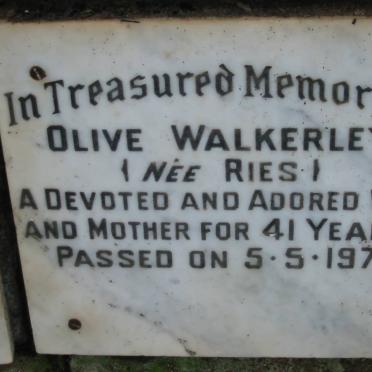 In Treasured Memor
OLIVE WALKERLEY
(NÈE RIES)
A DEVOTED AND ADORED
AND MOTHER FOR 41 YEA
PASSED ON 5·5·197